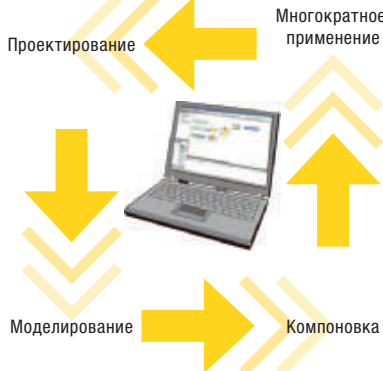 Многократное
применение
Проектирование
Моделирование
Компоновка